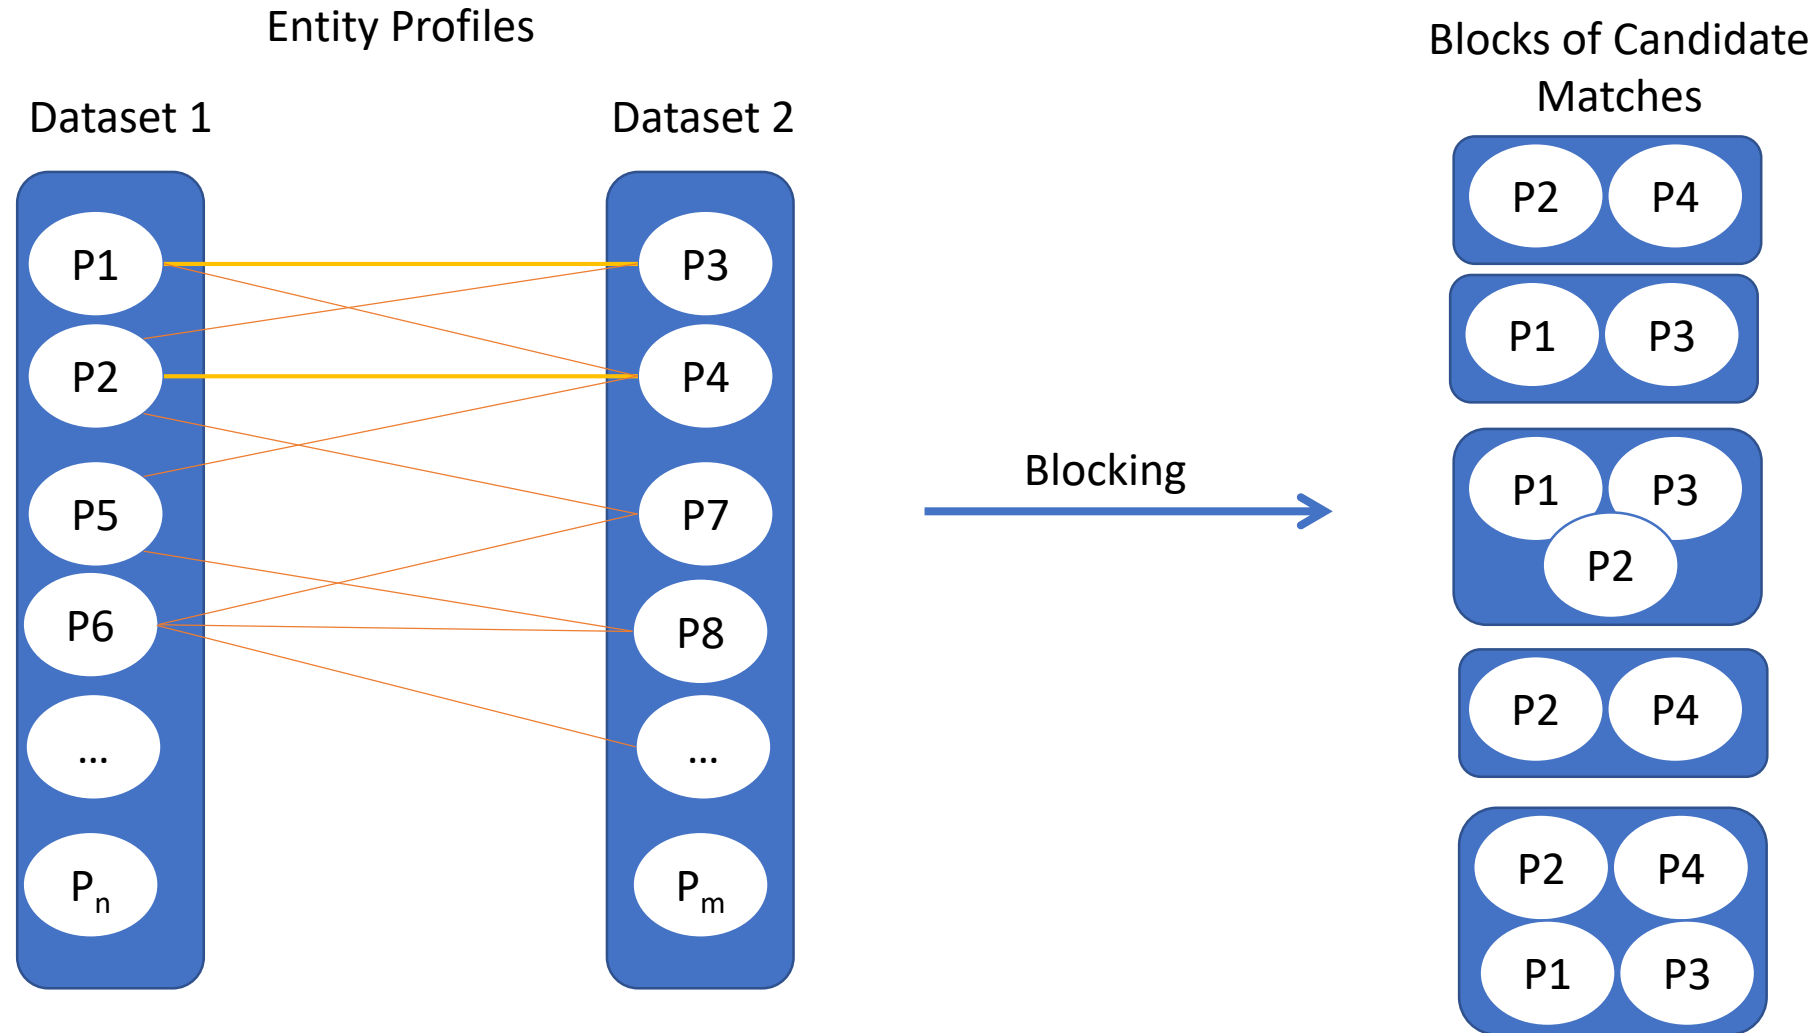 Entity Profiles
Dataset 1
Dataset 2
P1
P2
P5
P6
...
Pn
P3
P4
P7
P8
...
Pm
Blocking
Blocks of Candidate
Matches
P2 P4
P1 P3
P1 P3
P2
P2 P4
P2 P4
P1 P3